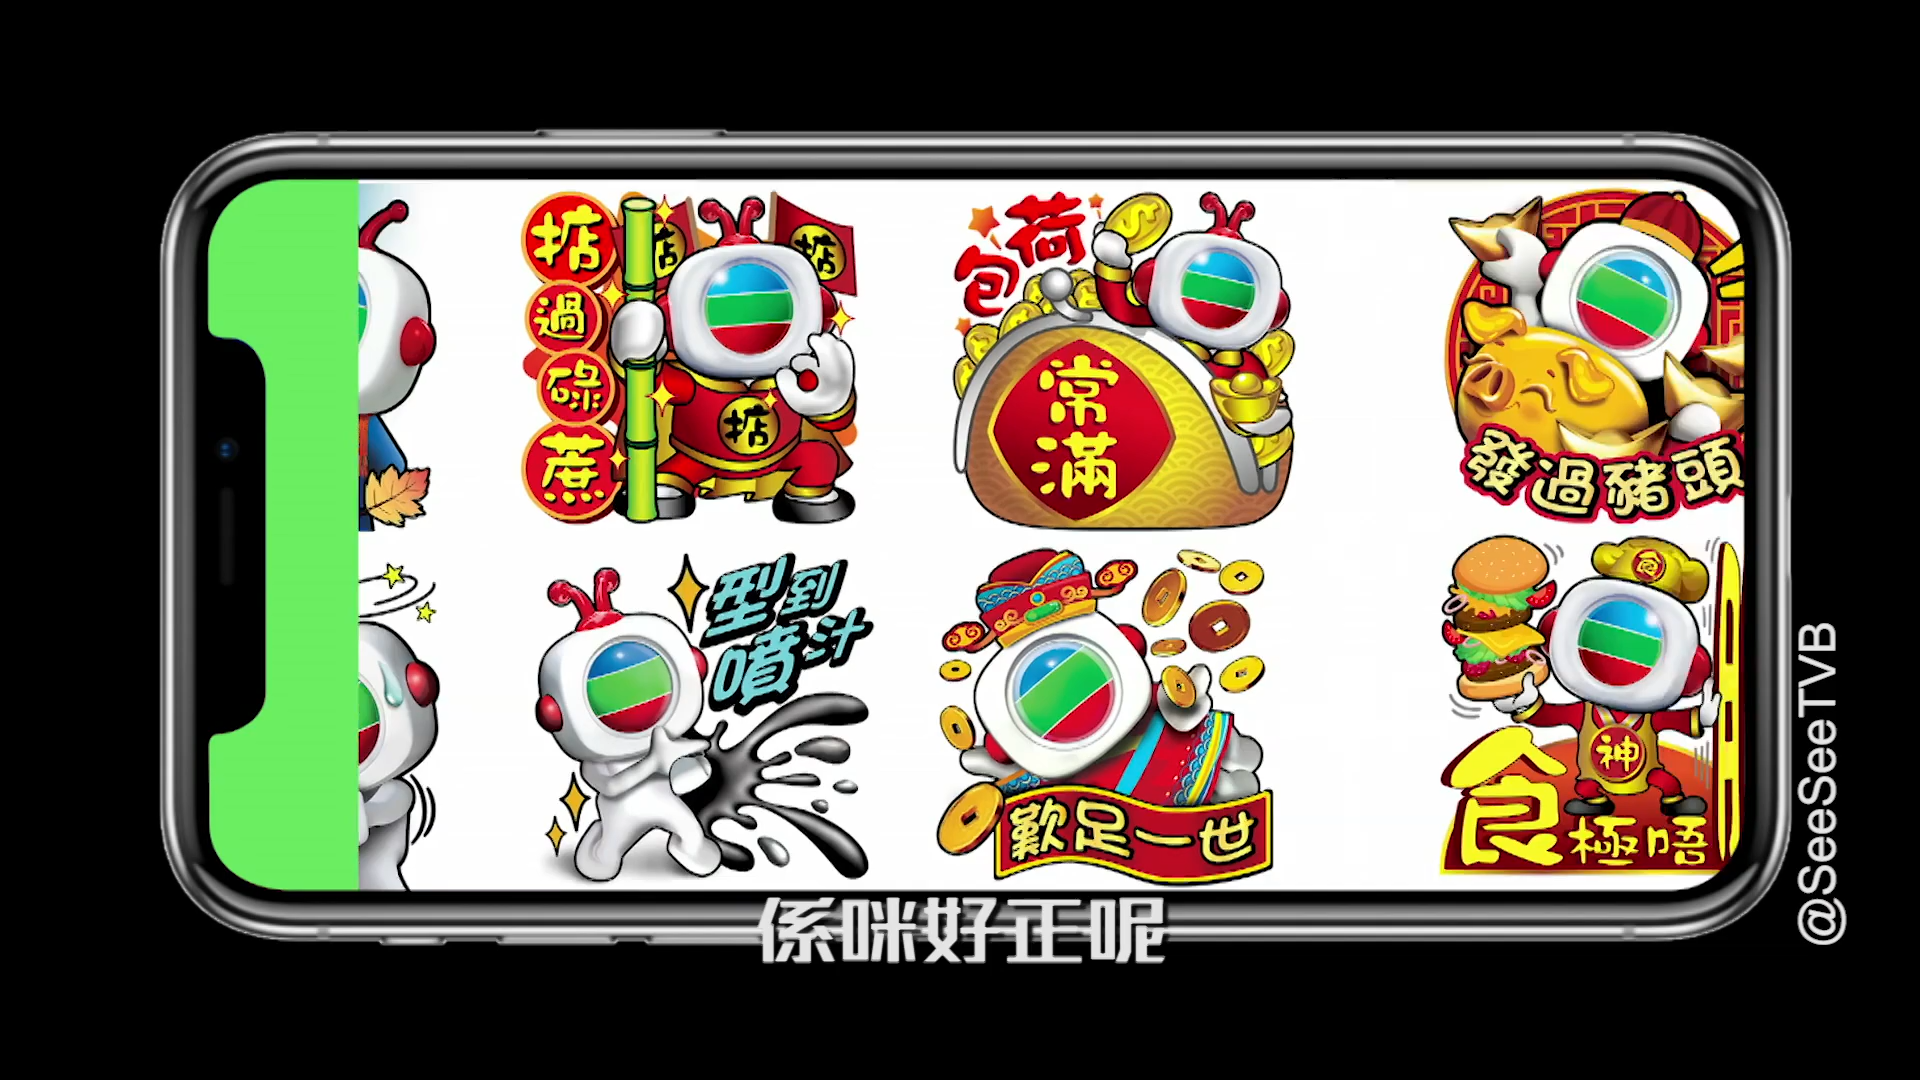 掂
過
碌
蔗
掂
掂
掂
荷
包
常
滿
發過豬頭
型到
噴汁
歎足一世
食
神
食極唔
係咪好正呢
@SeeSeeTVB